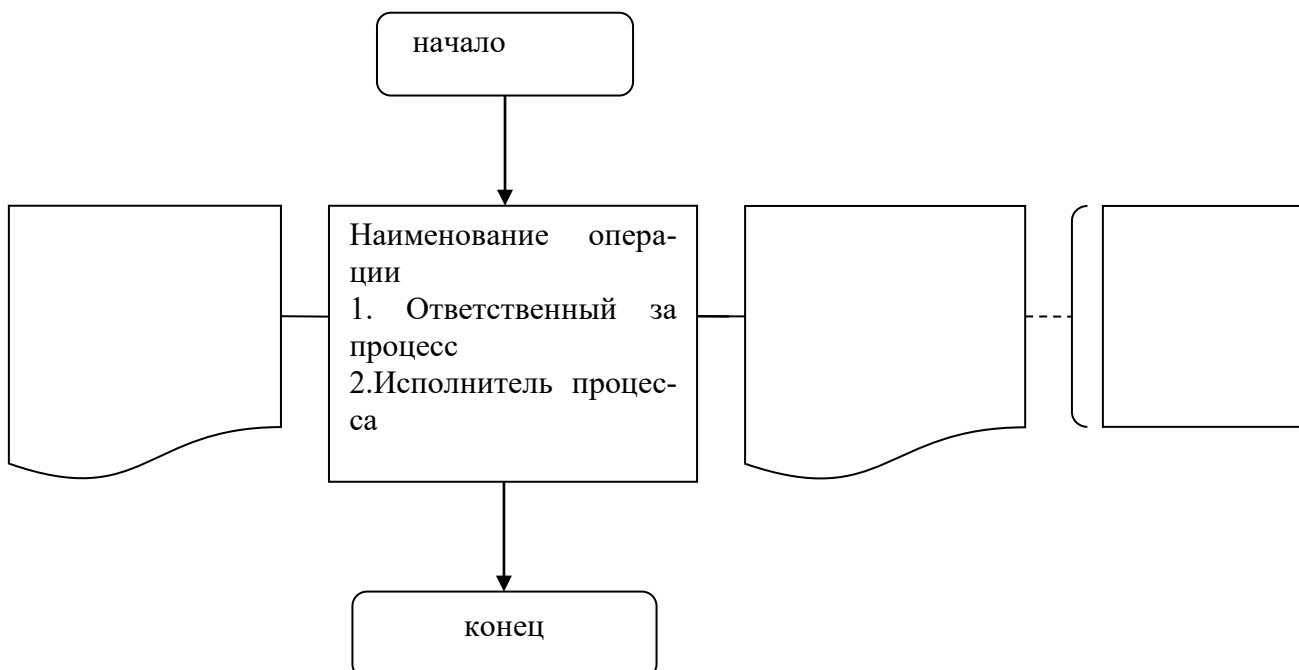 начало
Наименование опера-
ции
1. Ответственный за
процесс
2.Исполнитель процес-
са
конец